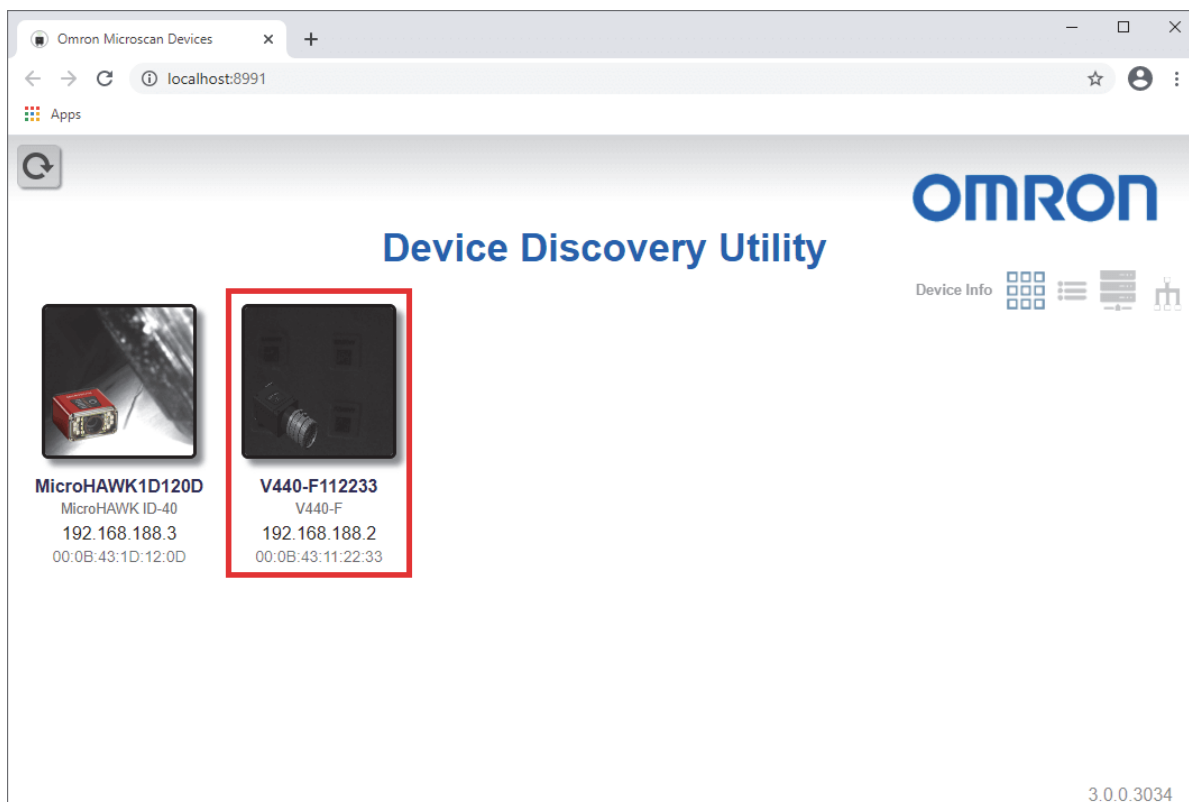 Omron Microscan Devices
localhost:8991
Apps
OMRON
Device Discovery Utility
Device Info
MicroHAWK1D120D
MicroHAWK ID-40
192.168.188.3
00:0B:43:1D:12:0D
V440-F112233
V440-F
192.168.188.2
00:0B:43:11:22:33
3.0.0.3034